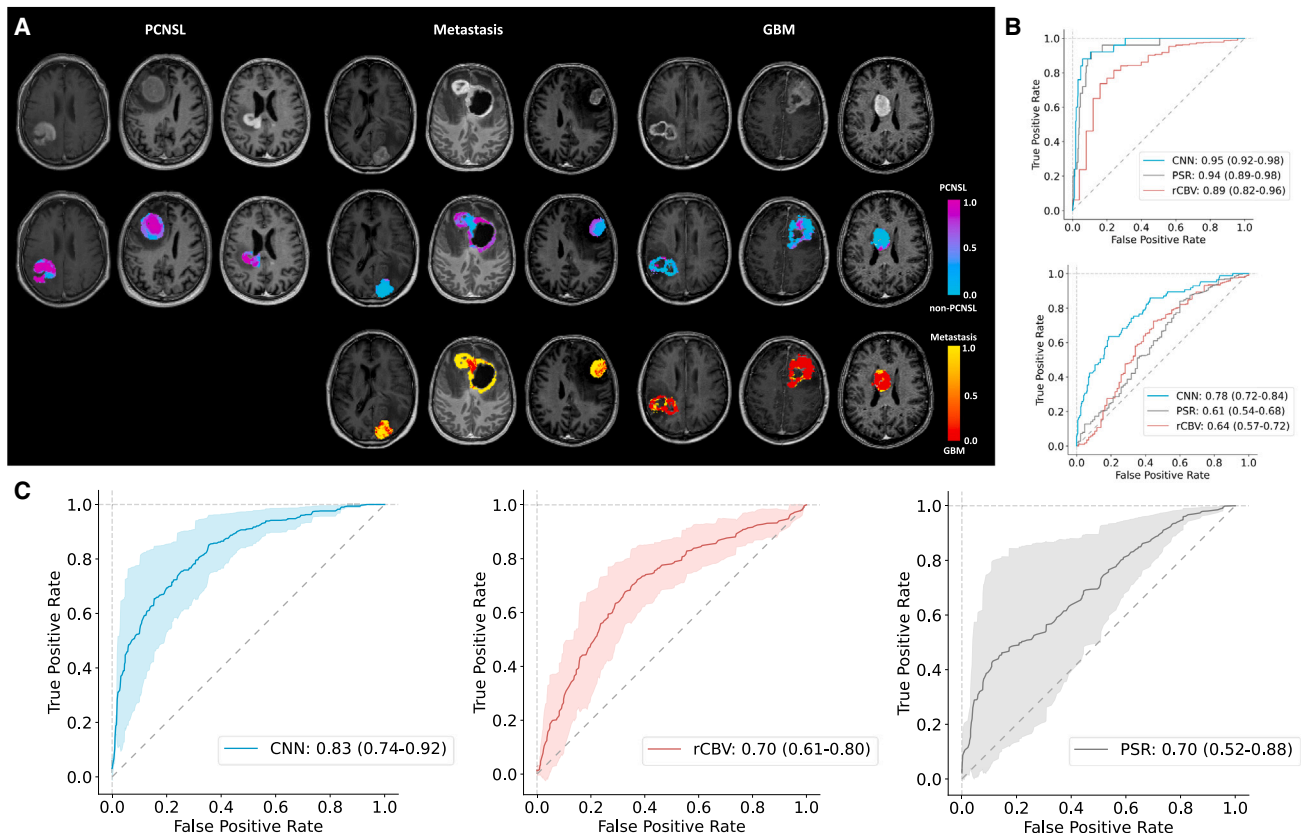 A
PCNSL
Metastasis
GBM
PCNSL
1.0
0.5
0.0
non-PCNSL
Metastasis
1.0
0.5
0.0
GBM
B
True Positive Rate
1.0
0.8
0.6
0.4
0.2
0.0
CNN: 0.95 (0.92-0.98)
PSR: 0.94 (0.89-0.98)
rCBV: 0.89 (0.82-0.96)
0.0 0.2 0.4 0.6 0.8 1.0
False Positive Rate
True Positive Rate
1.0
0.8
0.6
0.4
0.2
0.0
CNN: 0.78 (0.72-0.84)
PSR: 0.61 (0.54-0.68)
rCBV: 0.64 (0.57-0.72)
0.0 0.2 0.4 0.6 0.8 1.0
False Positive Rate
C
True Positive Rate
1.0
0.8
0.6
0.4
0.2
0.0
CNN: 0.83 (0.74-0.92)
0.0 0.2 0.4 0.6 0.8 1.0
False Positive Rate
True Positive Rate
1.0
0.8
0.6
0.4
0.2
0.0
rCBV: 0.70 (0.61-0.80)
0.0 0.2 0.4 0.6 0.8 1.0
False Positive Rate
True Positive Rate
1.0
0.8
0.6
0.4
0.2
0.0
PSR: 0.70 (0.52-0.88)
0.0 0.2 0.4 0.6 0.8 1.0
False Positive Rate